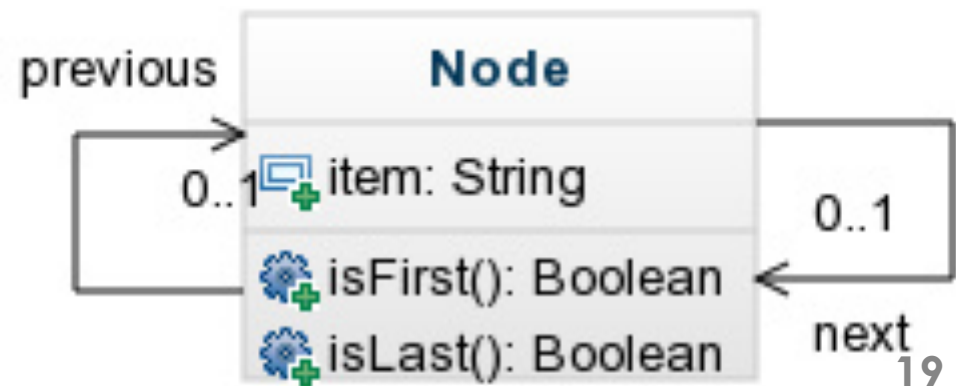 previous
Node
0..1
item: String
0..1
isFirst(): Boolean
isLast(): Boolean
next
19